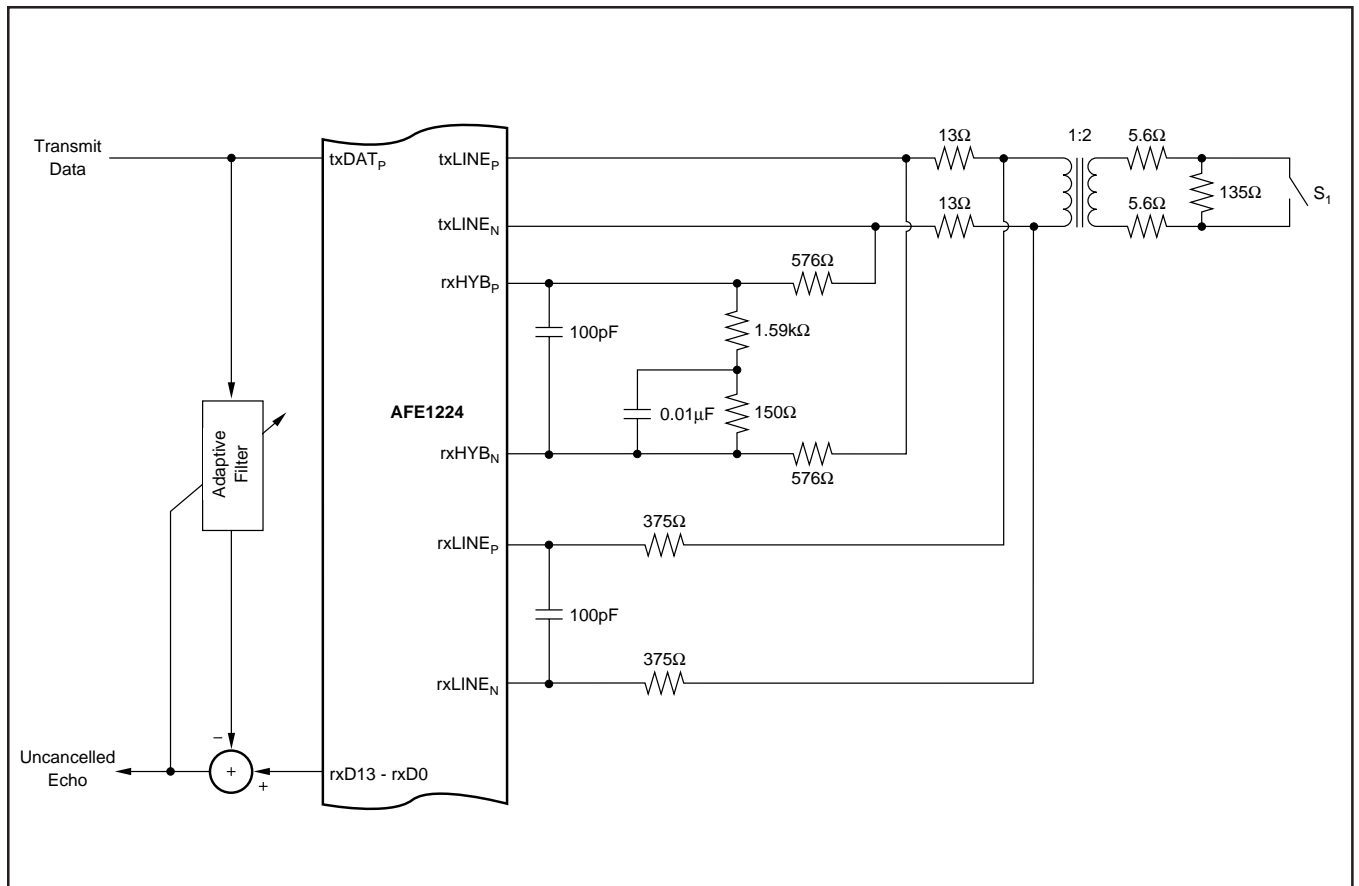 Transmit
Data
txDATP
txLINEP
txLINEN
rxHYBP
rxHYBN
rxLINEP
rxLINEN
rxD13 - rxD0
AFE1224
Adaptive
Filter
Uncancelled
Echo
−
+
+
13Ω
13Ω
1:2
5.6Ω
5.6Ω
135Ω
S1
576Ω
1.59kΩ
100pF
0.01µF
150Ω
576Ω
375Ω
100pF
375Ω